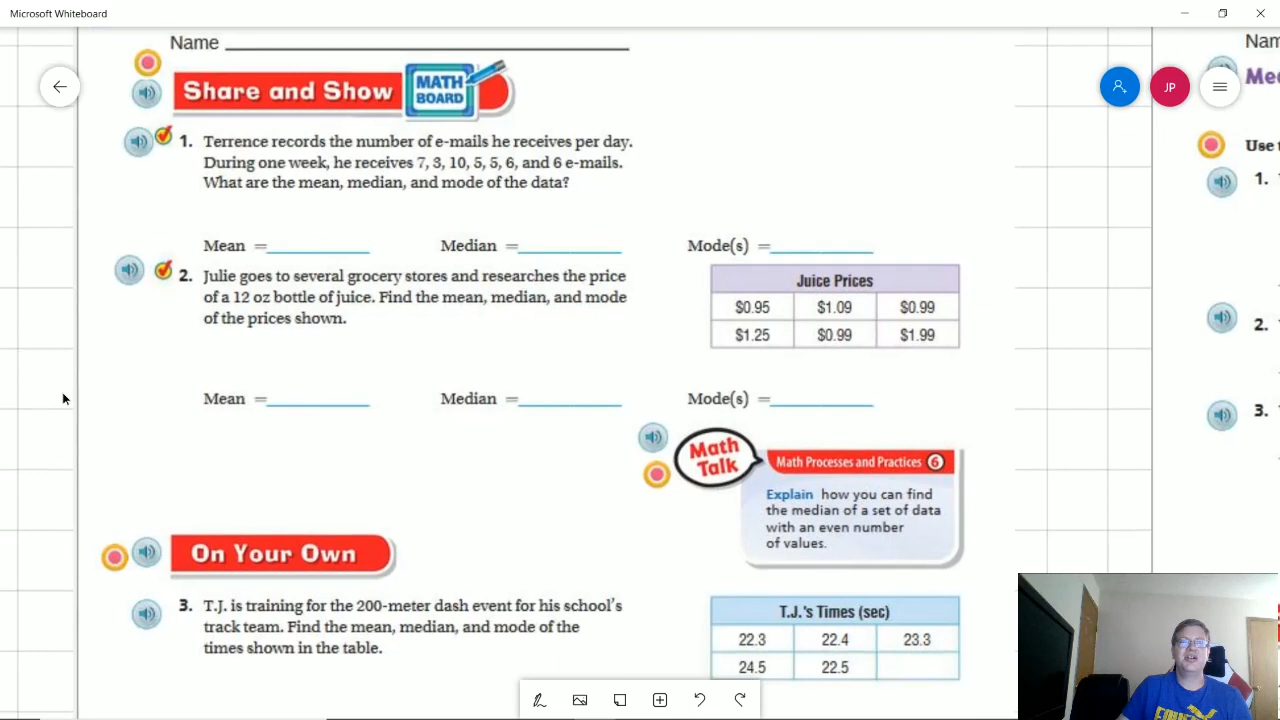 Microsoft Whiteboard
Name
Share and Show
MATH
BOARD
1. Terrence records the number of e-mails he receives per day.
During one week, he receives 7, 3, 10, 5, 5, 6, and 6 e-mails.
What are the mean, median, and mode of the data?
Mean = Median = Mode(s) =
2. Julie goes to several grocery stores and researches the price
of a 12 oz bottle of juice. Find the mean, median, and mode
of the prices shown.
Juice Prices
$0.95 $1.09 $0.99
$1.25 $0.99 $1.99
Mean = Median = Mode(s) =
Math
Talk
Math Processes and Practices 6
Explain how you can find
the median of a set of data
with an even number
of values.
On Your Own
3. T.J. is training for the 200-meter dash event for his school's
track team. Find the mean, median, and mode of the
times shown in the table.
T.J.'s Times (sec)
22.3 22.4 23.3
24.5 22.5
JP
Use
1.
2.
3.